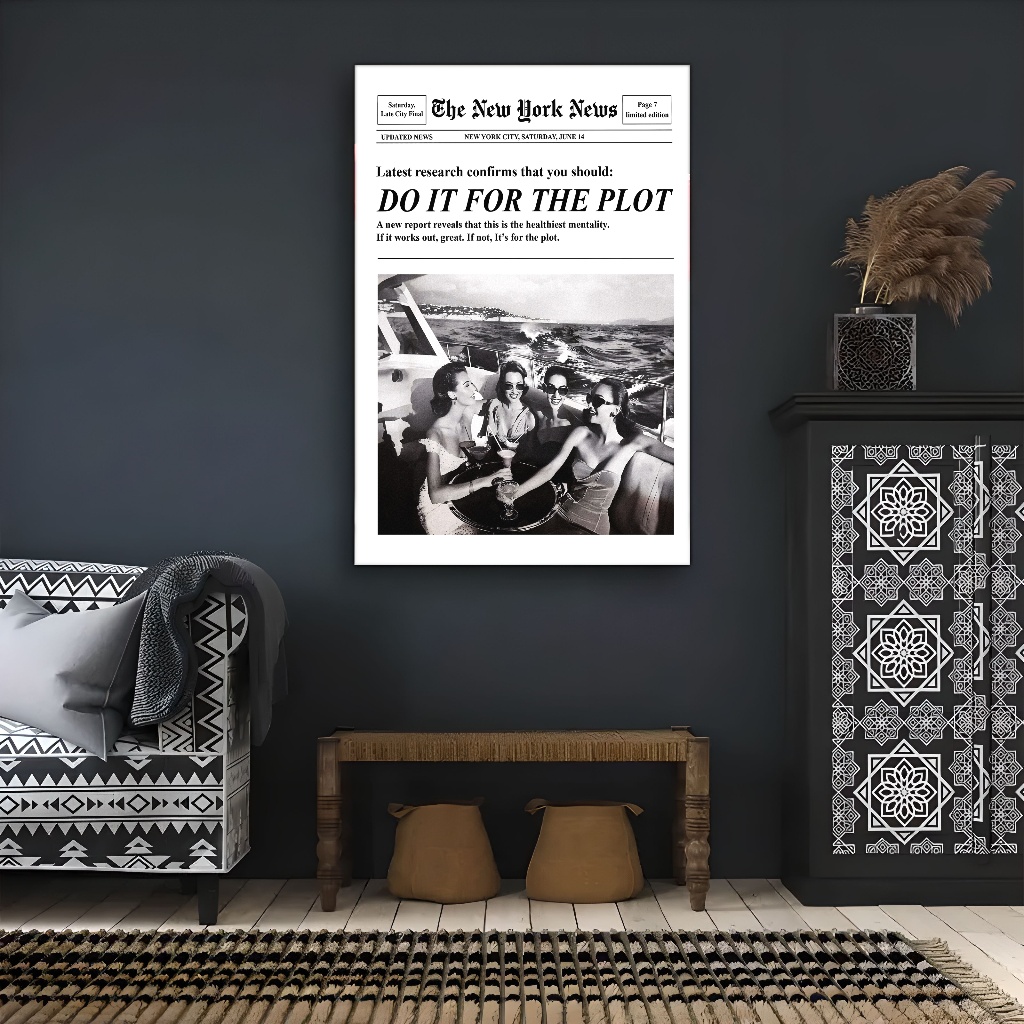 Saturday,
Late City Final
The New York News
Page 7
limited edition
UPDATED NEWS
NEW YORK CITY, SATURDAY, JUNE 14
Latest research confirms that you should:
DO IT FOR THE PLOT
A new report reveals that this is the healthiest mentality.
If it works out, great. If not, It's for the plot.